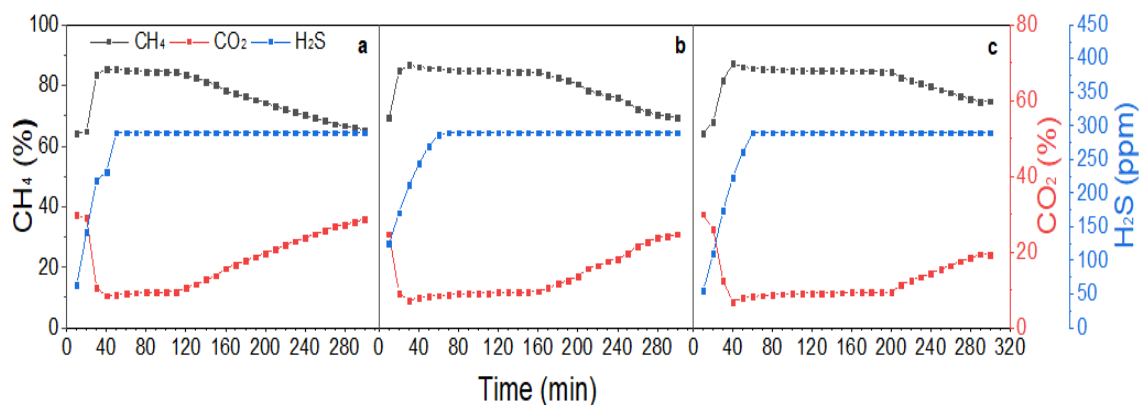 CH₄ CO₂ H₂S
a
b
c
CH₄ (%)
100
80
60
40
20
0
0 40 80 120 160 200 240 280
0 40 80 120 160 200 240 280
0 40 80 120 160 200 240 280 320
Time (min)
80
60
40
20
0
CO₂ (%)
450
400
350
300
250
200
150
100
50
0
H₂S (ppm)